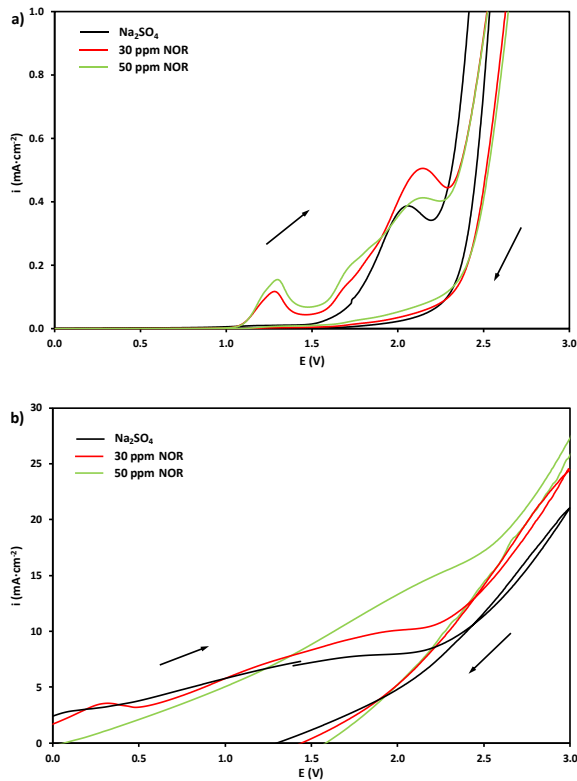 a)
1.0
Na₂SO₄
30 ppm NOR
50 ppm NOR
0.8
0.6
i (mA·cm⁻²)
0.4
0.2
0.0
0.0 0.5 1.0 1.5 2.0 2.5 3.0
E (V)
b)
30
Na₂SO₄
30 ppm NOR
50 ppm NOR
25
20
i (mA·cm⁻²)
15
10
5
0
0.0 0.5 1.0 1.5 2.0 2.5 3.0
E (V)